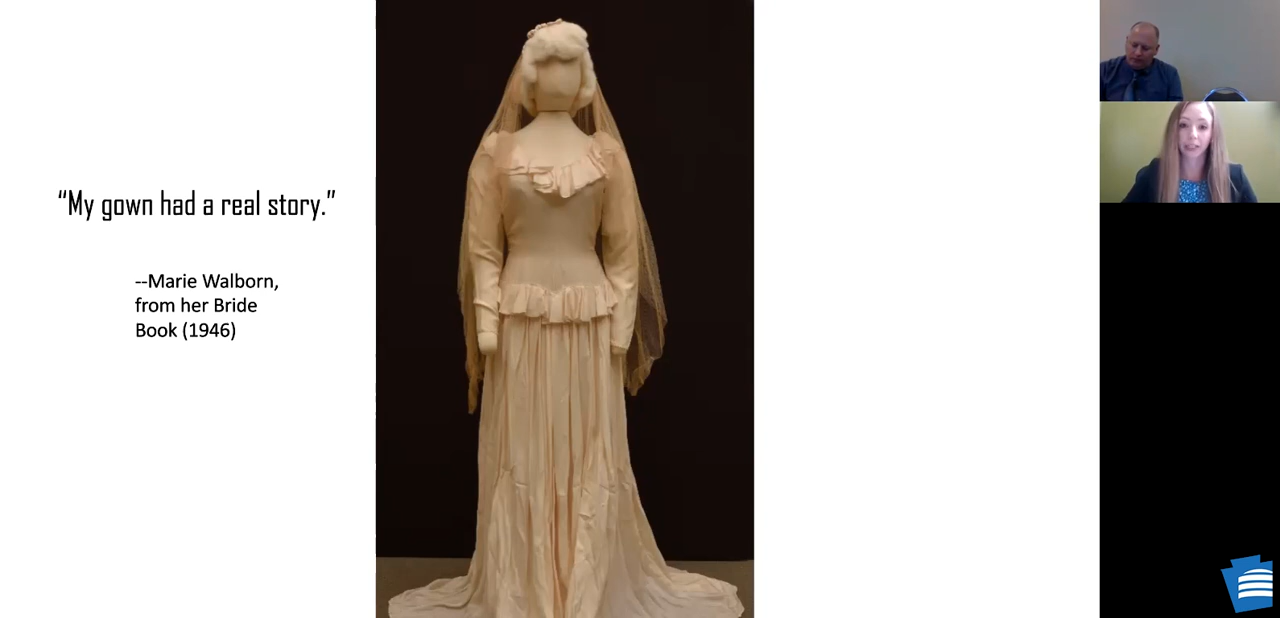 “My gown had a real story.”
--Marie Walborn,
from her Bride
Book (1946)